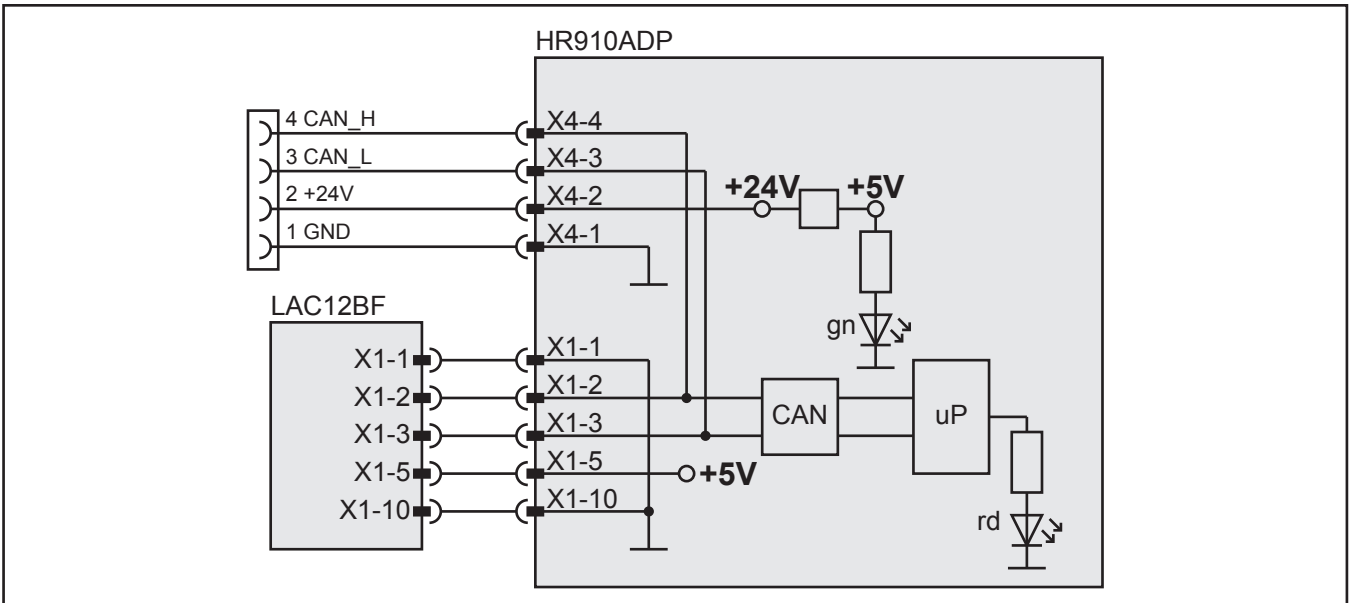 HR910ADP
4 CAN_H
X4-4
3 CAN_L
X4-3
2 +24V
X4-2
+24V
+5V
1 GND
X4-1
LAC12BF
gn
X1-1
X1-1
X1-2
X1-2
CAN
uP
X1-3
X1-3
X1-5
X1-5
+5V
X1-10
X1-10
rd